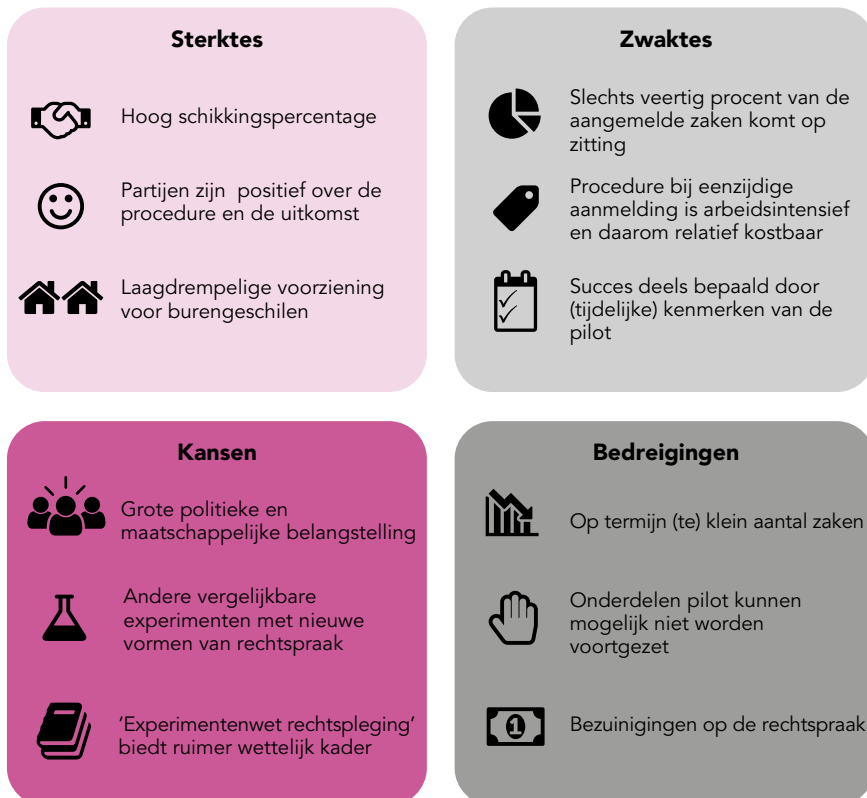 Sterktes
Hoog schikkingspercentage
Partijen zijn positief over de
procedure en de uitkomst
Laagdrempelige voorziening
voor burengeschilen
Zwaktes
Slechts veertig procent van de
aangemelde zaken komt op
zitting
Procedure bij eenzijdige
aanmelding is arbeidsintensief
en daarom relatief kostbaar
Succes deels bepaald door
(tijdelijke) kenmerken van de
pilot
Kansen
Grote politieke en
maatschappelijke belangstelling
Andere vergelijkbare
experimenten met nieuwe
vormen van rechtspraak
‘Experimentenwet rechtspleging’
biedt ruimer wettelijk kader
Bedreigingen
Op termijn (te) klein aantal zaken
Onderdelen pilot kunnen
mogelijk niet worden
voortgezet
1
Bezuinigingen op de rechtspraak